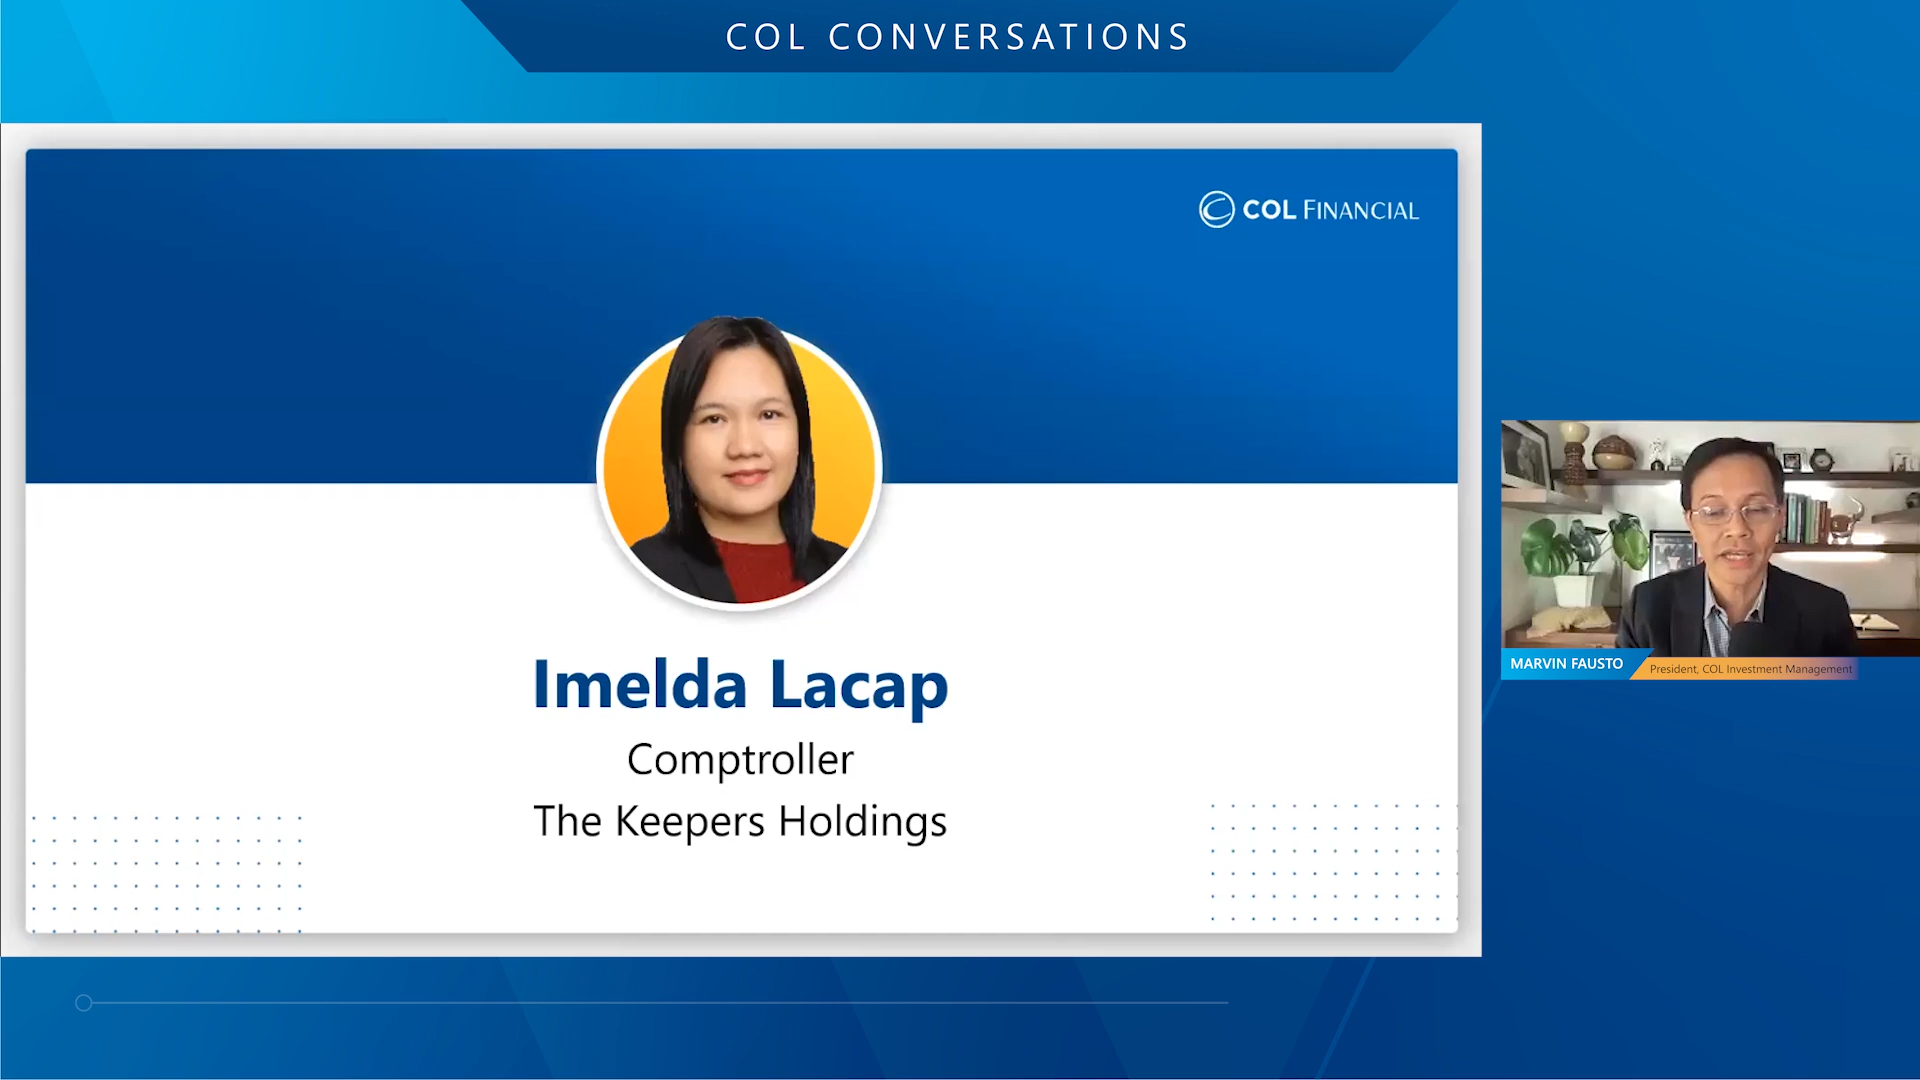 COL CONVERSATIONS
COL FINANCIAL
Imelda Lacap
Comptroller
The Keepers Holdings
MARVIN FAUSTO
President, COL Investment Management